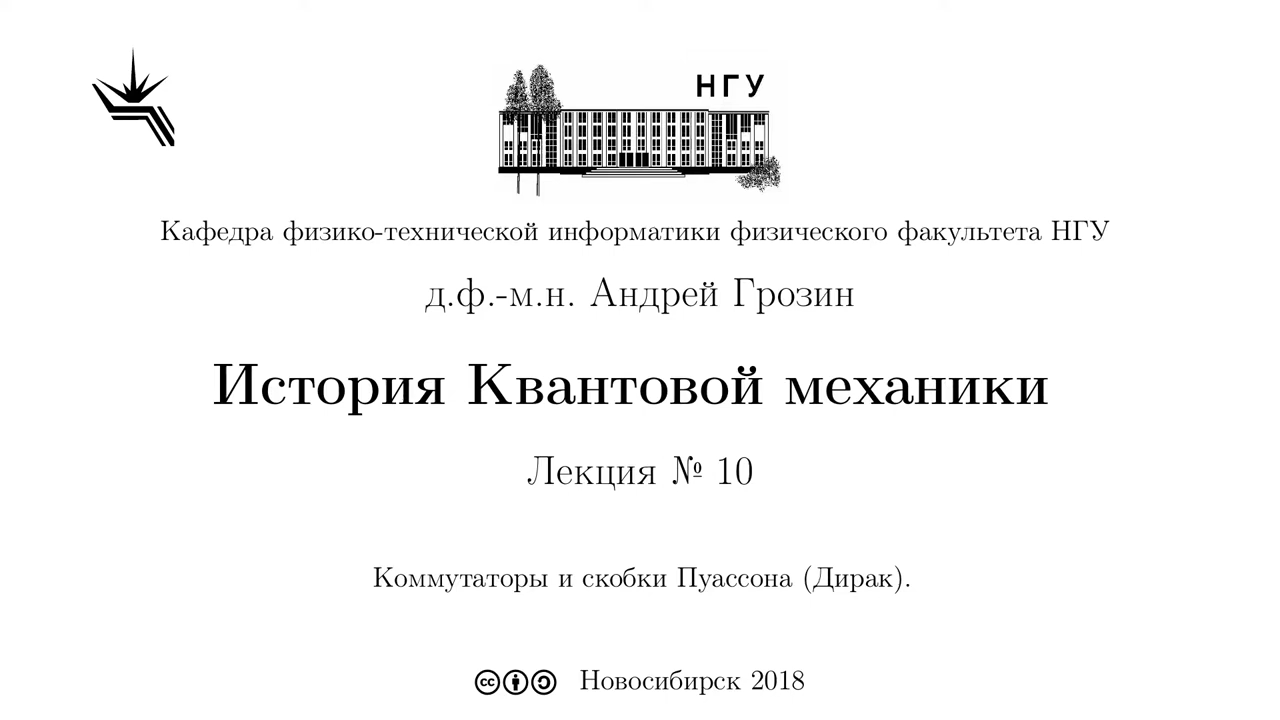 НГУ
Кафедра физико-технической информатики физического факультета НГУ
д.ф.-м.н. Андрей Грозин
История Квантовой механики
Лекция № 10
Коммутаторы и скобки Пуассона (Дирак).
cc Новосибирск 2018